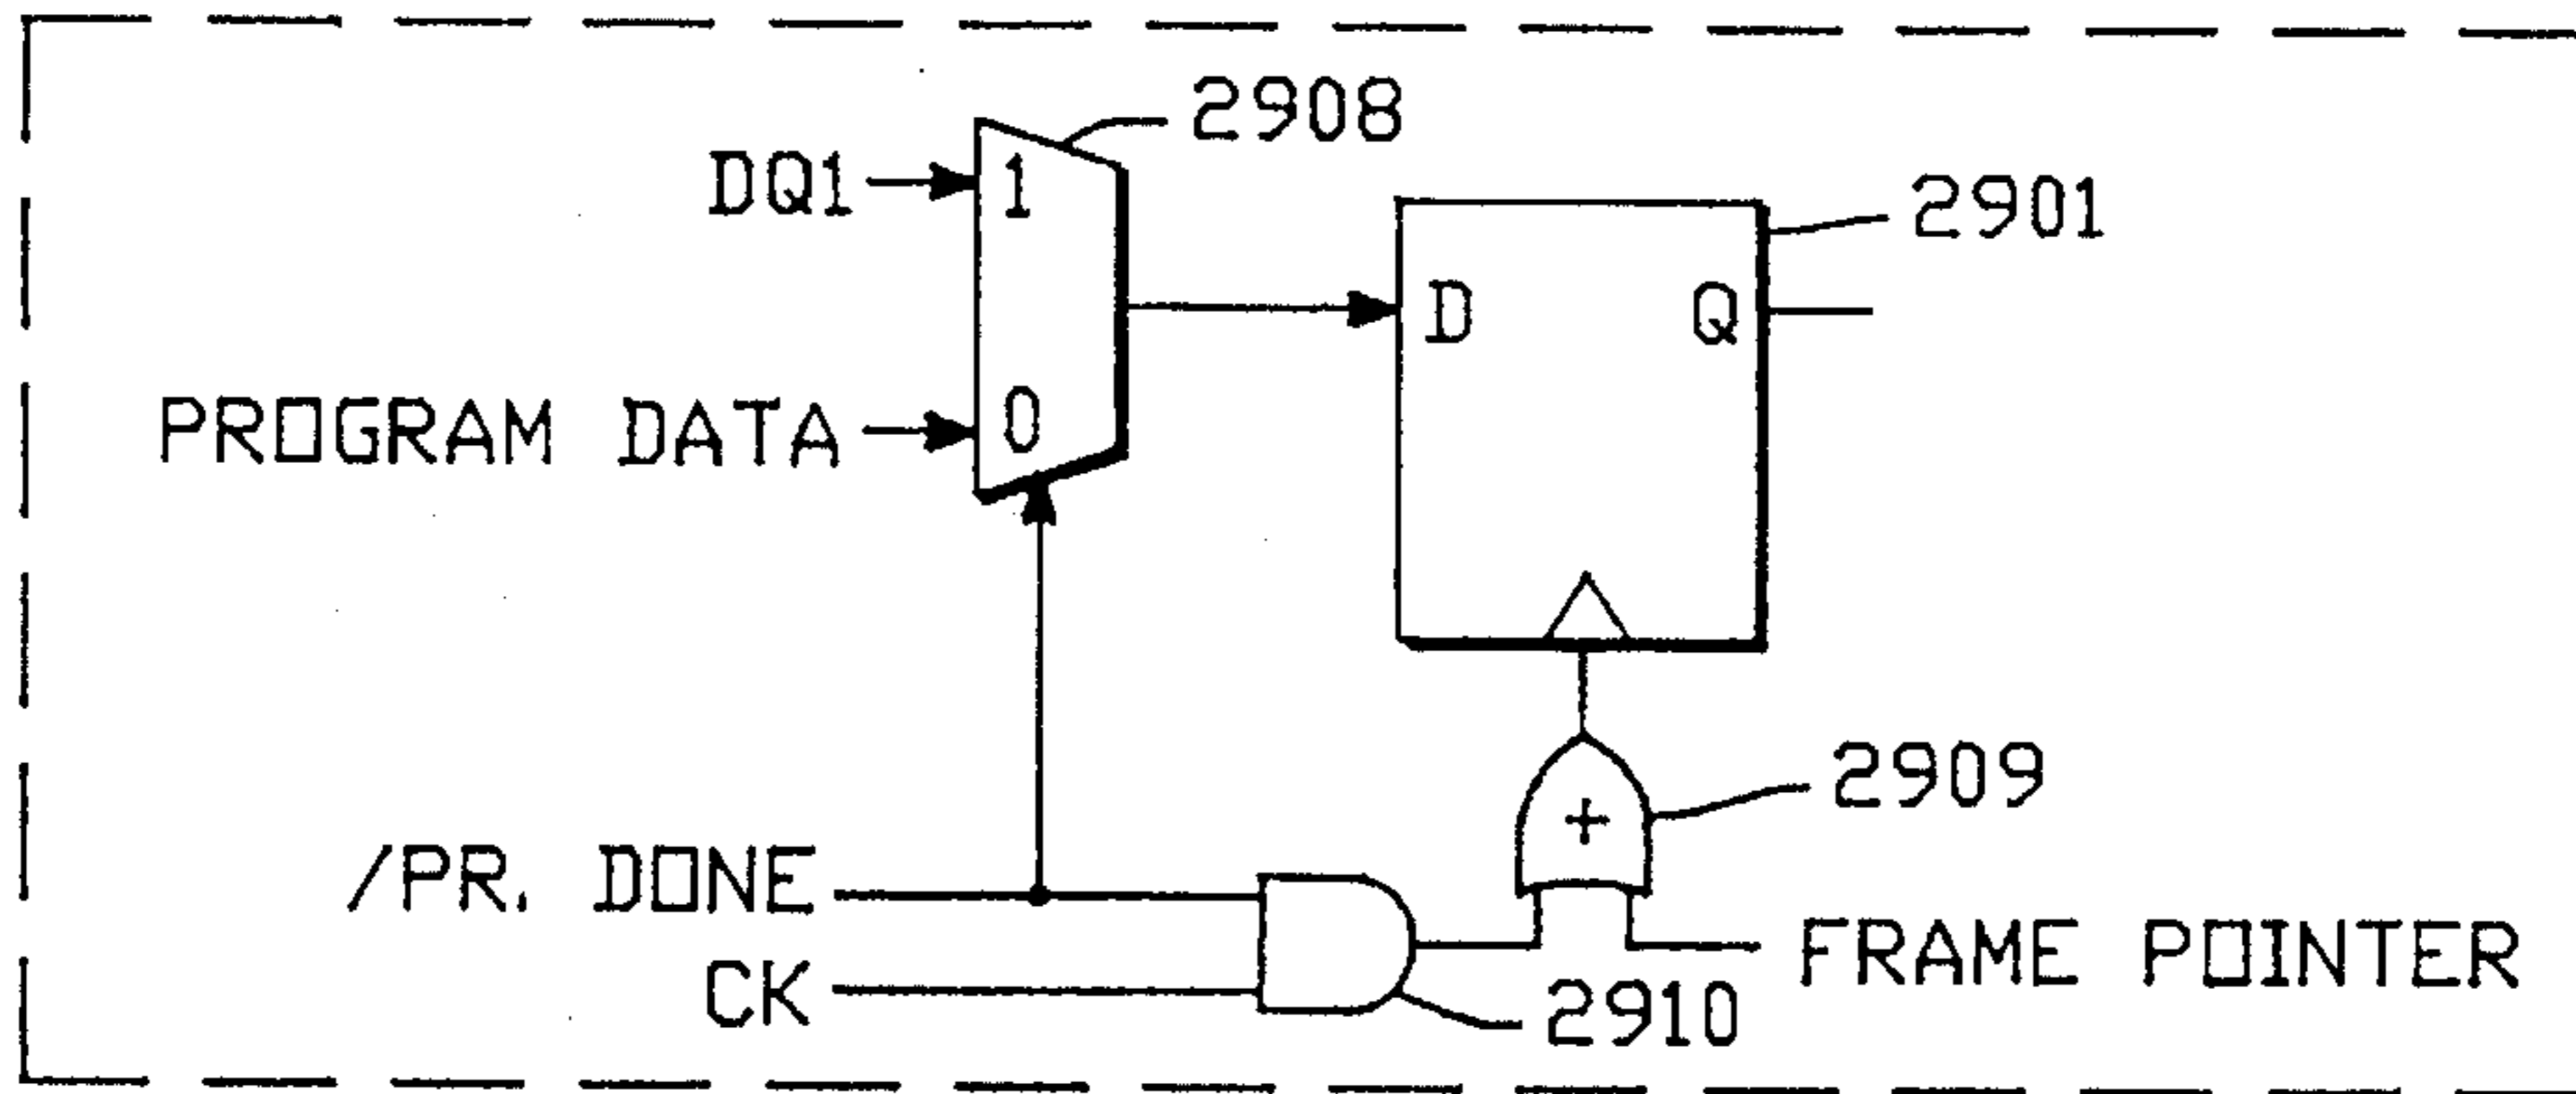 2908
DQ1
1
2901
D
Q
PROGRAM DATA
0
2909
+
/PR. DONE
FRAME POINTER
CK
2910